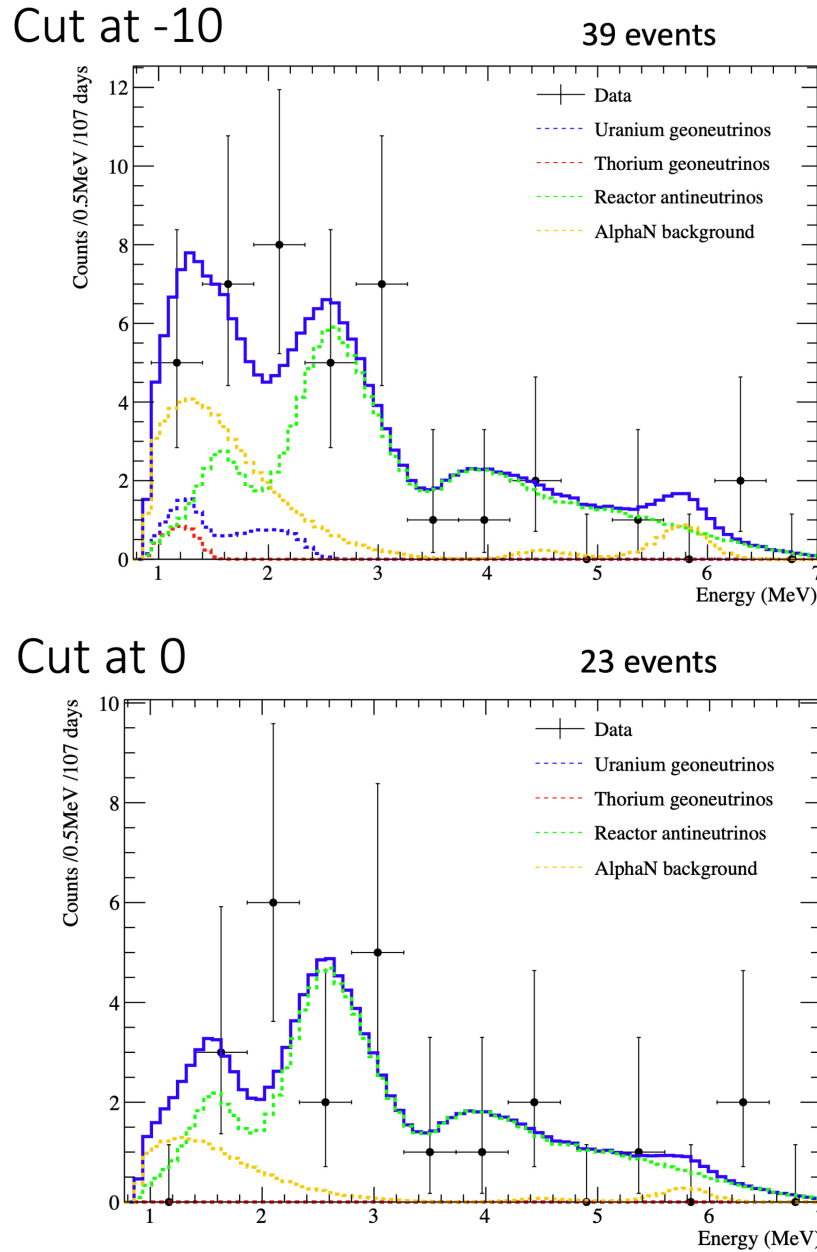 Cut at -10
39 events
Counts /0.5MeV /107 days
12
10
8
6
4
2
0
Data
Uranium geoneutrinos
Thorium geoneutrinos
Reactor antineutrinos
AlphaN background
1 2 3 4 5 6 7
Energy (MeV)
Cut at 0
23 events
Counts /0.5MeV /107 days
10
8
6
4
2
0
Data
Uranium geoneutrinos
Thorium geoneutrinos
Reactor antineutrinos
AlphaN background
1 2 3 4 5 6
Energy (MeV)